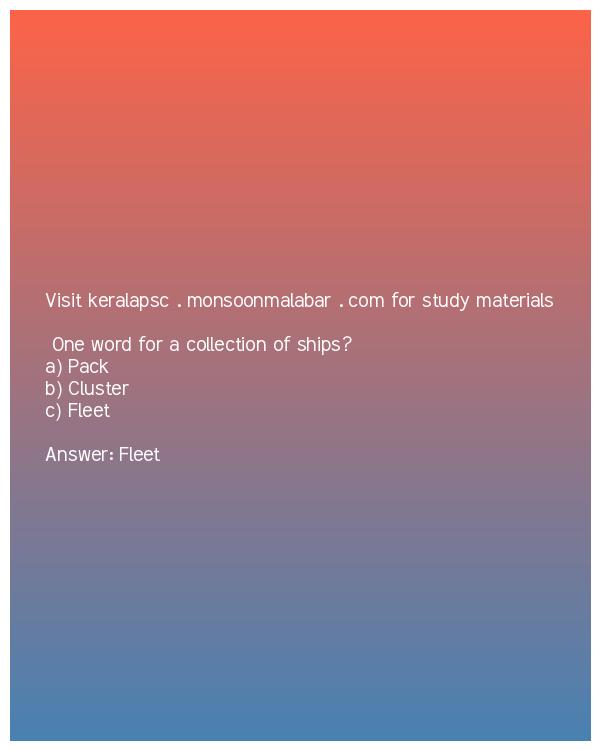 Visit keralapsc . monsoonmalabar . com for study materials
One word for a collection of ships?
a) Pack
b) Cluster
c) Fleet
Answer: Fleet